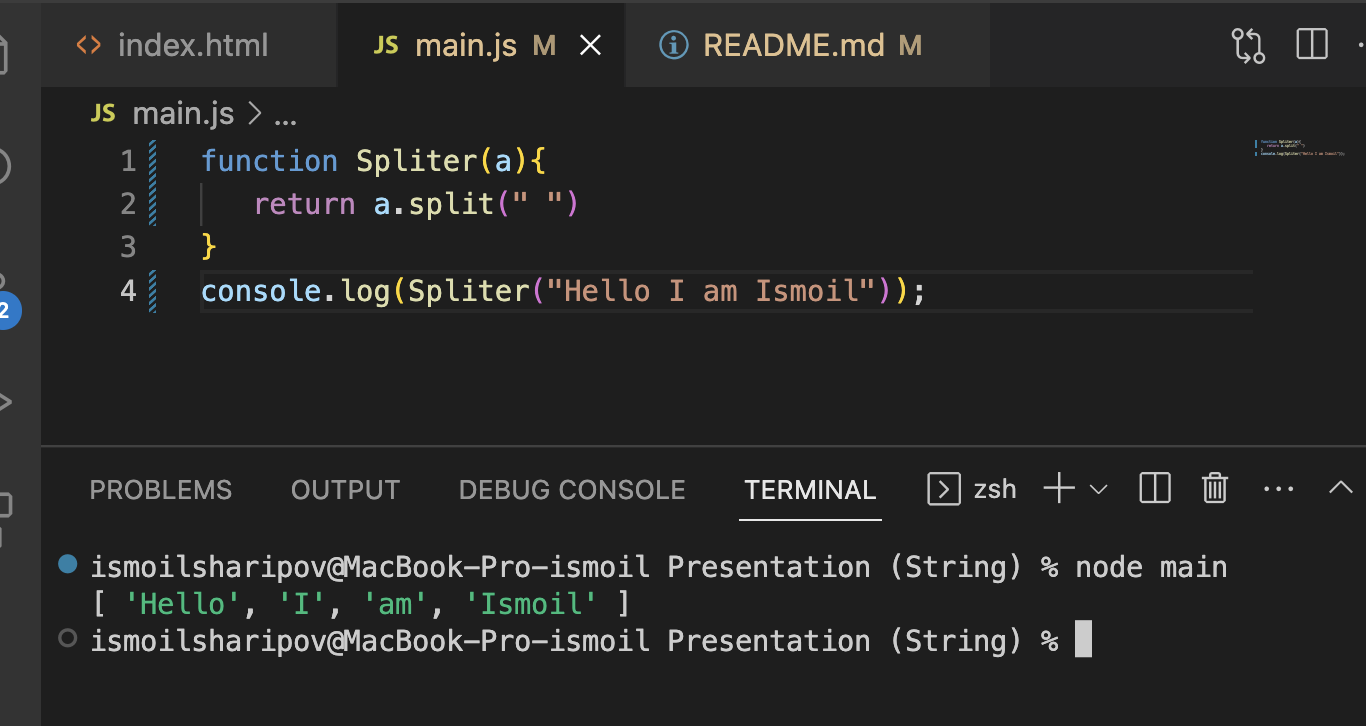 <> index.html JS main.js M README.md M
JS main.js > ...
1 function Spliter(a){
2 return a.split(" ")
3 }
4 console.log(Spliter("Hello I am Ismoil"));
2
PROBLEMS OUTPUT DEBUG CONSOLE TERMINAL zsh
ismoilsharipov@MacBook-Pro-ismoil Presentation (String) % node main
[ 'Hello', 'I', 'am', 'Ismoil' ]
ismoilsharipov@MacBook-Pro-ismoil Presentation (String) %